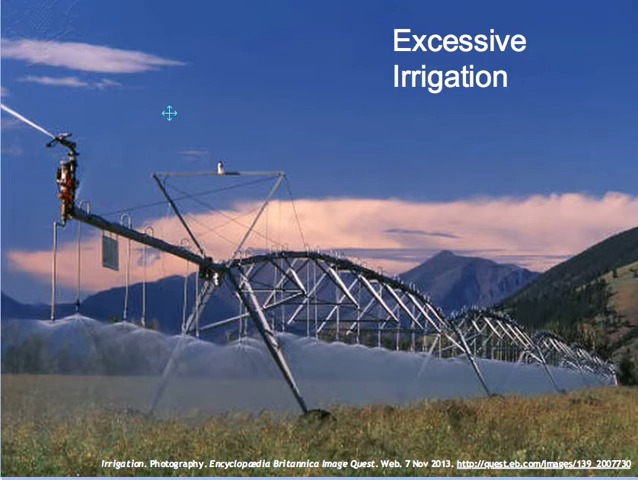 Excessive
Irrigation
Irrigation. Photography. Encyclopædia Britannica Image Quest. Web. 7 Nov 2013. http://quest.eb.com/images/139_2007730